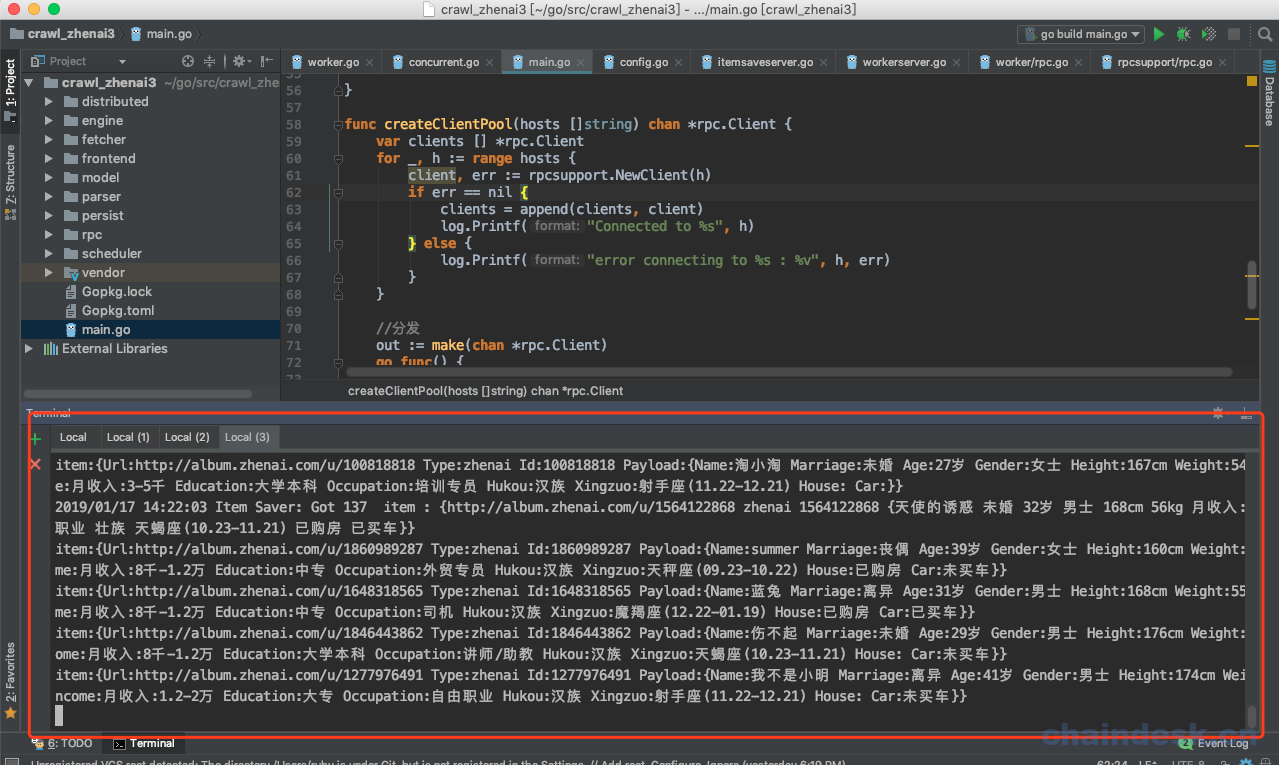 crawl_zhenai3 [~/go/src/crawl_zhenai3] - .../main.go [crawl_zhenai3]
crawl_zhenai3 main.go go build main.go
Project
worker.go concurrent.go main.go config.go itemsaveserver.go workerserver.go worker/rpc.go rpcsupport/rpc.go
1: Project
Z: Structure
2: Favorites
Database
crawl_zhenai3 ~/go/src/crawl_zhe
distributed
engine
fetcher
frontend
model
parser
persist
rpc
scheduler
vendor
Gopkg.lock
Gopkg.toml
main.go
External Libraries
55
56 }
57
58 func createClientPool(hosts []string) chan *rpc.Client {
59 var clients [] *rpc.Client
60 for _, h := range hosts {
61 client, err := rpcsupport.NewClient(h)
62 if err == nil {
63 clients = append(clients, client)
64 log.Printf( format: "Connected to %s", h)
65 } else {
66 log.Printf( format: "error connecting to %s : %v", h, err)
67 }
68 }
69
70 //分发
71 out := make(chan *rpc.Client)
72 go func() {
73
createClientPool(hosts []string) chan *rpc.Client
Terminal
Local Local (1) Local (2) Local (3)
item:{Url:http://album.zhenai.com/u/100818818 Type:zhenai Id:100818818 Payload:{Name:淘小淘 Marriage:未婚 Age:27岁 Gender:女士 Height:167cm Weight:54
e:月收入:3-5千 Education:大学本科 Occupation:培训专员 Hukou:汉族 Xingzuo:射手座(11.22-12.21) House: Car:}}
2019/01/17 14:22:03 Item Saver: Got 137 item : {http://album.zhenai.com/u/1564122868 zhenai 1564122868 {天使的诱惑 未婚 32岁 男士 168cm 56kg 月收入:
职业 壮族 天蝎座(10.23-11.21) 已购房 已买车}}
item:{Url:http://album.zhenai.com/u/1860989287 Type:zhenai Id:1860989287 Payload:{Name:summer Marriage:丧偶 Age:39岁 Gender:女士 Height:160cm Weight:
me:月收入:8千-1.2万 Education:中专 Occupation:外贸专员 Hukou:汉族 Xingzuo:天秤座(09.23-10.22) House:已购房 Car:未买车}}
item:{Url:http://album.zhenai.com/u/1648318565 Type:zhenai Id:1648318565 Payload:{Name:蓝兔 Marriage:离异 Age:31岁 Gender:男士 Height:168cm Weight:55
me:月收入:8千-1.2万 Education:中专 Occupation:司机 Hukou:汉族 Xingzuo:魔羯座(12.22-01.19) House:已购房 Car:已买车}}
item:{Url:http://album.zhenai.com/u/1846443862 Type:zhenai Id:1846443862 Payload:{Name:伤不起 Marriage:未婚 Age:29岁 Gender:男士 Height:176cm Weight:
ome:月收入:8千-1.2万 Education:大学本科 Occupation:讲师/助教 Hukou:汉族 Xingzuo:天蝎座(10.23-11.21) House:已购房 Car:未买车}}
item:{Url:http://album.zhenai.com/u/1277976491 Type:zhenai Id:1277976491 Payload:{Name:我不是小明 Marriage:离异 Age:41岁 Gender:男士 Height:174cm Wei
ncome:月收入:1.2-2万 Education:大专 Occupation:自由职业 Hukou:汉族 Xingzuo:射手座(11.22-12.21) House: Car:未买车}}
chaindesk.cn
6: TODO Terminal 2 Event Log
Unregistered VCS root detected: The directory /Users/ruby is under Git, but is not registered in the Settings. // Add root Configure Ignore (yesterday 6:19 PM) 62:24 LF UTF-8